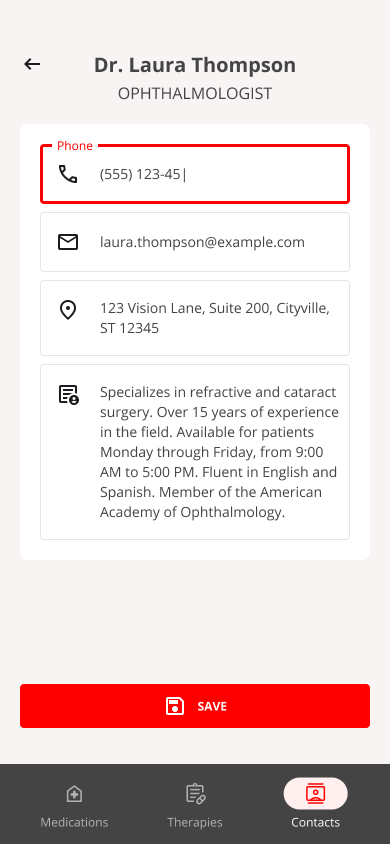 Dr. Laura Thompson
OPHTHALMOLOGIST
Phone
(555) 123-45
laura.thompson@example.com
123 Vision Lane, Suite 200, Cityville,
ST 12345
Specializes in refractive and cataract
surgery. Over 15 years of experience
in the field. Available for patients
Monday through Friday, from 9:00
AM to 5:00 PM. Fluent in English and
Spanish. Member of the American
Academy of Ophthalmology.
SAVE
Medications
Therapies
Contacts